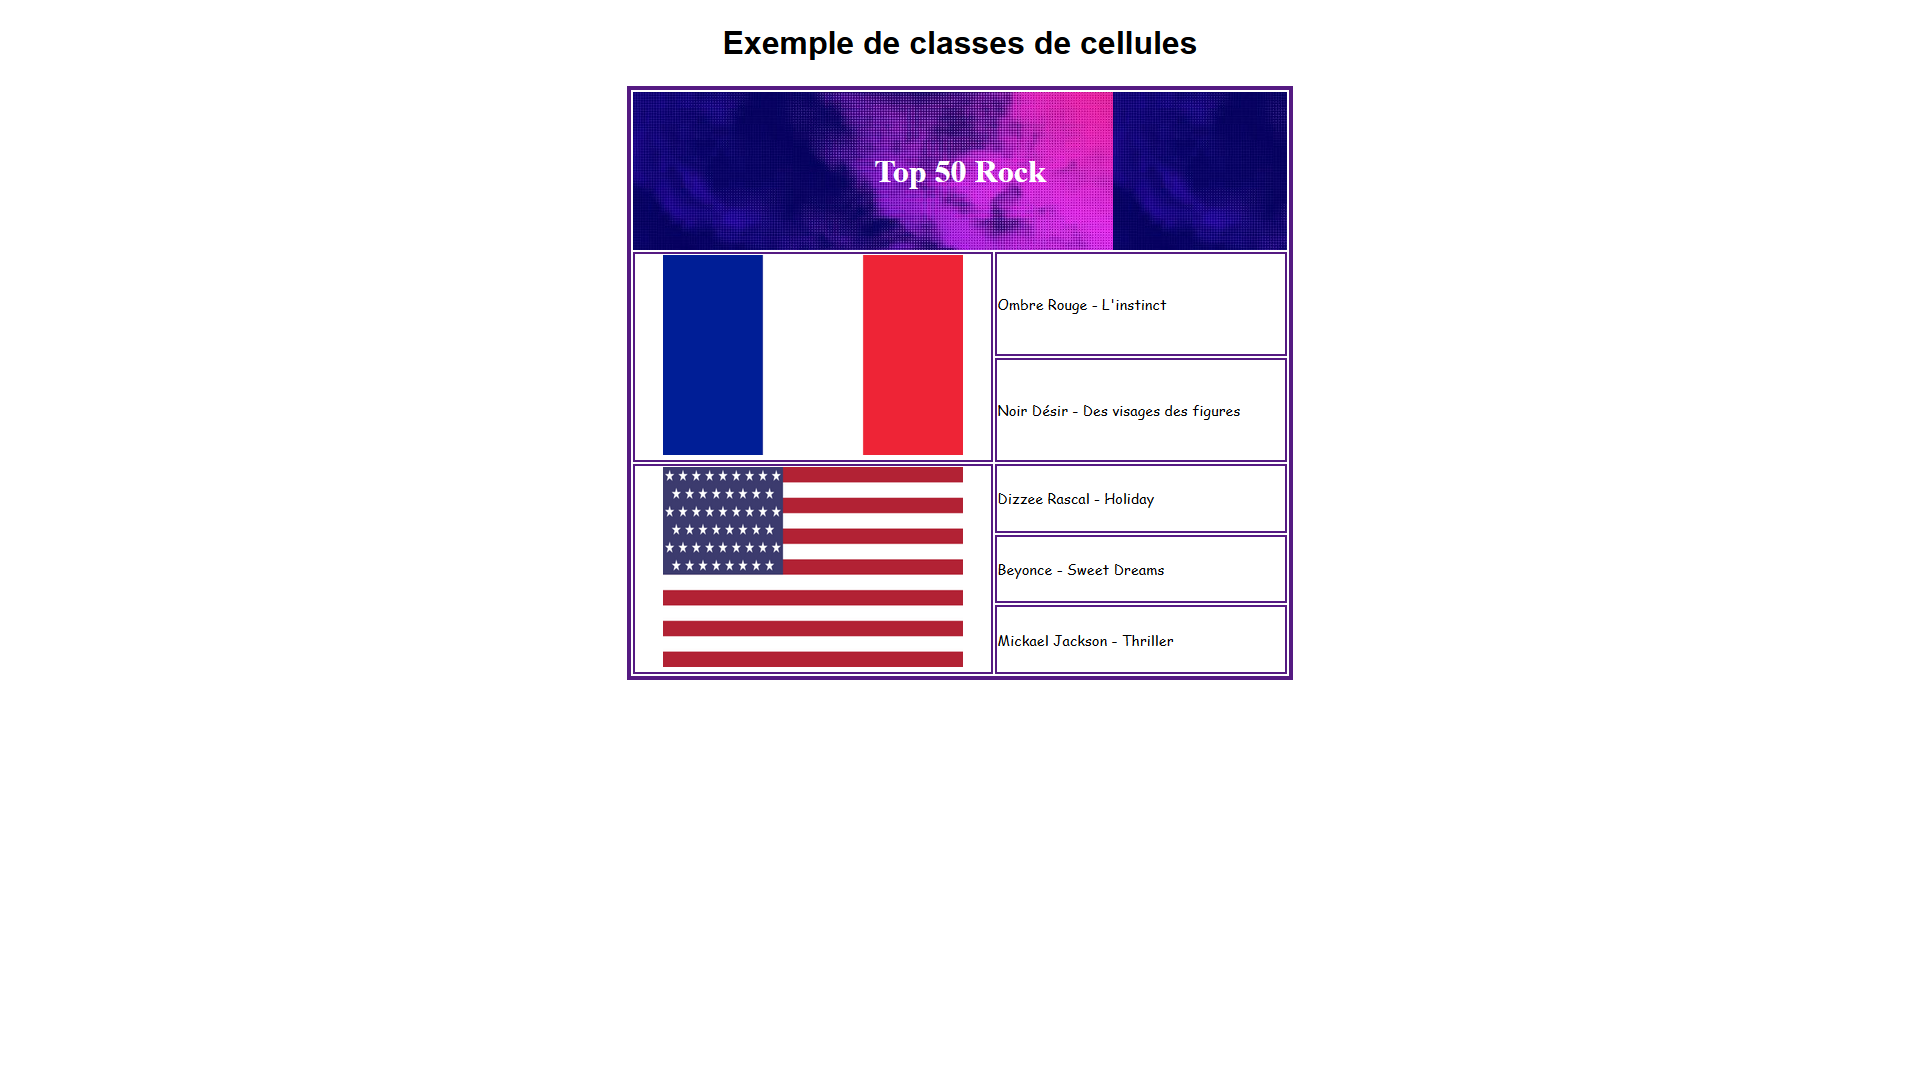 Exemple de classes de cellules
Top 50 Rock
Ombre Rouge - L'instinct
Noir Désir - Des visages des figures
Dizzee Rascal - Holiday
Beyonce - Sweet Dreams
Mickael Jackson - Thriller